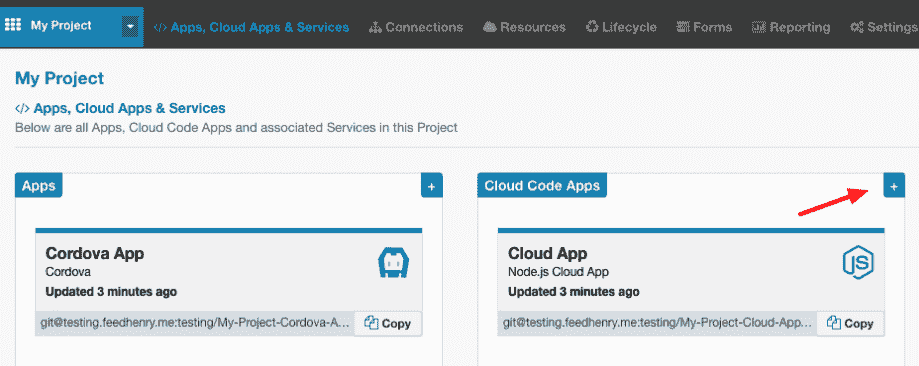 My Project
Apps, Cloud Apps & Services
Connections
Resources
Lifecycle
Forms
Reporting
Settings
My Project
</> Apps, Cloud Apps & Services
Below are all Apps, Cloud Code Apps and associated Services in this Project
Apps
+
Cordova App
Cordova
Updated 3 minutes ago
git@testing.feedhenry.me:testing/My-Project-Cordova-A...
Copy
Cloud Code Apps
+
Cloud App
Node.js Cloud App
JS
Updated 3 minutes ago
git@testing.feedhenry.me:testing/My-Project-Cloud-App...
Copy